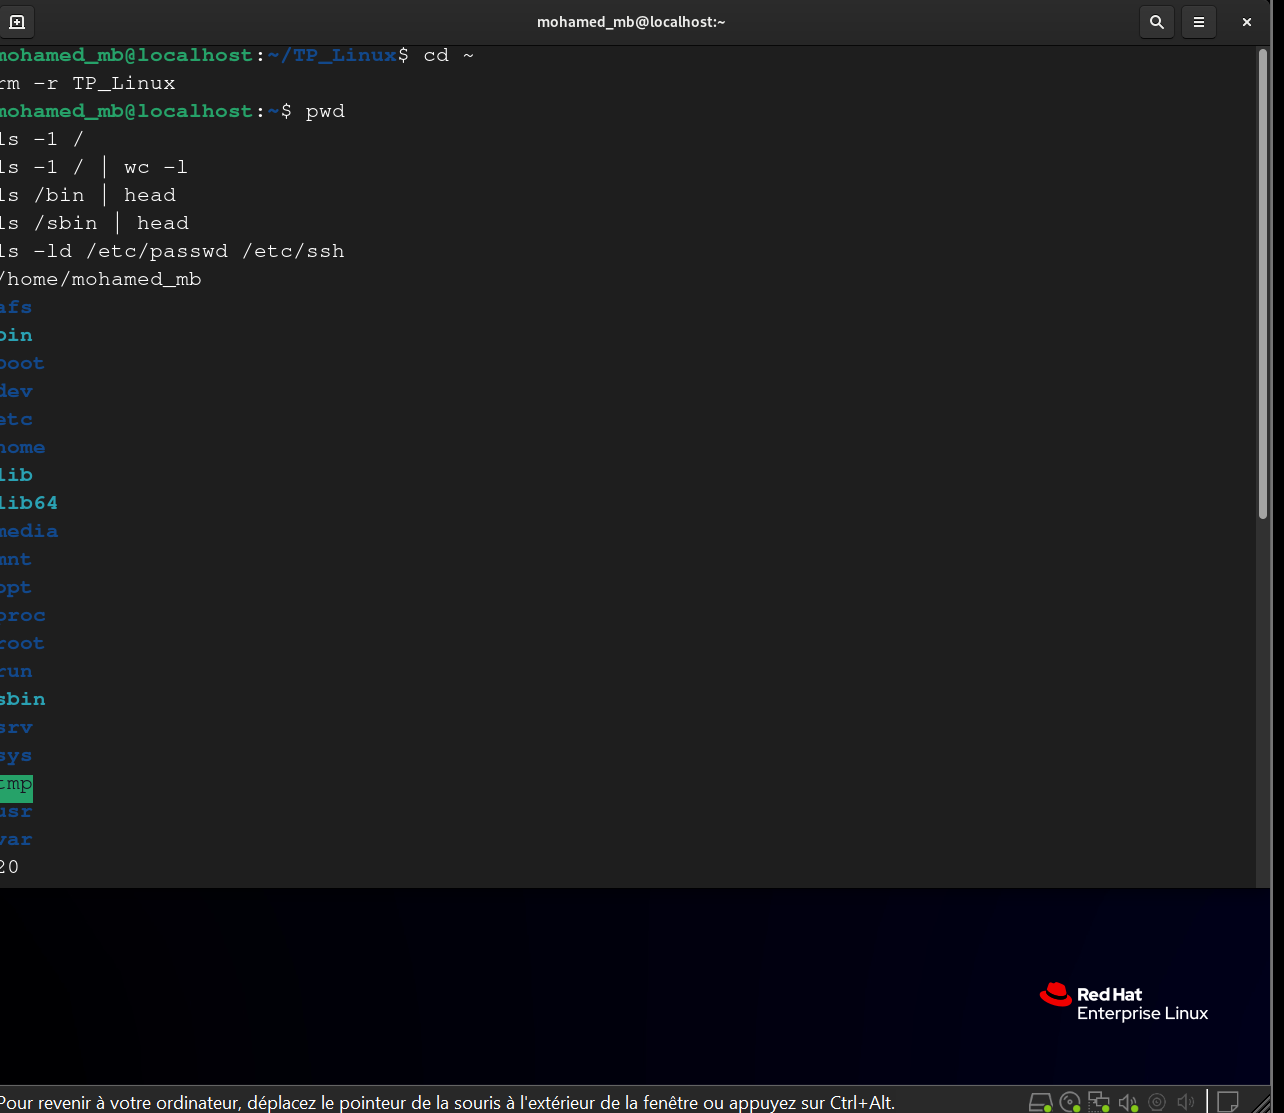 mohamed_mb@localhost:~
mohamed_mb@localhost:~/TP_Linux$ cd ~
rm -r TP_Linux
mohamed_mb@localhost:~$ pwd
ls -1 /
ls -1 / | wc -l
ls /bin | head
ls /sbin | head
ls -ld /etc/passwd /etc/ssh
/home/mohamed_mb
afs
bin
boot
dev
etc
home
lib
lib64
media
mnt
opt
proc
root
run
sbin
srv
sys
tmp
usr
var
20
Red Hat
Enterprise Linux
Pour revenir à votre ordinateur, déplacez le pointeur de la souris à l'extérieur de la fenêtre ou appuyez sur Ctrl+Alt.